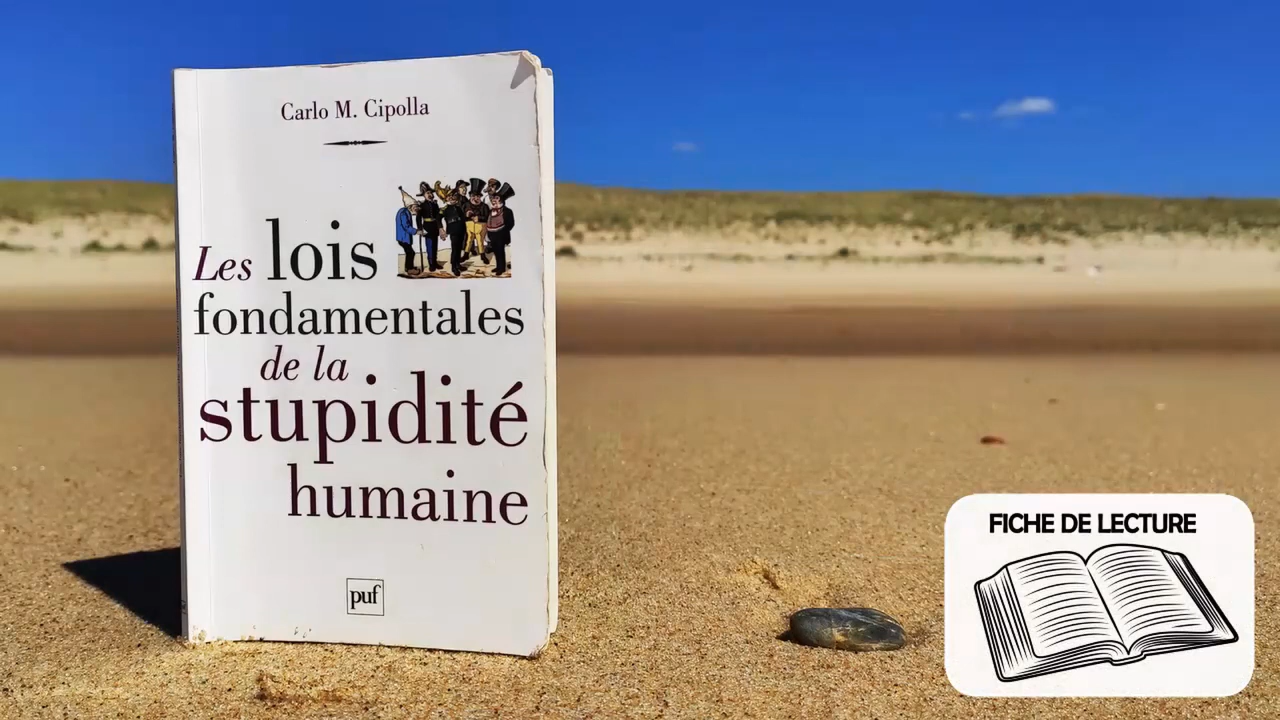 Carlo M. Cipolla
Les lois
fondamentales
de la
stupidité
humaine
puf
FICHE DE LECTURE